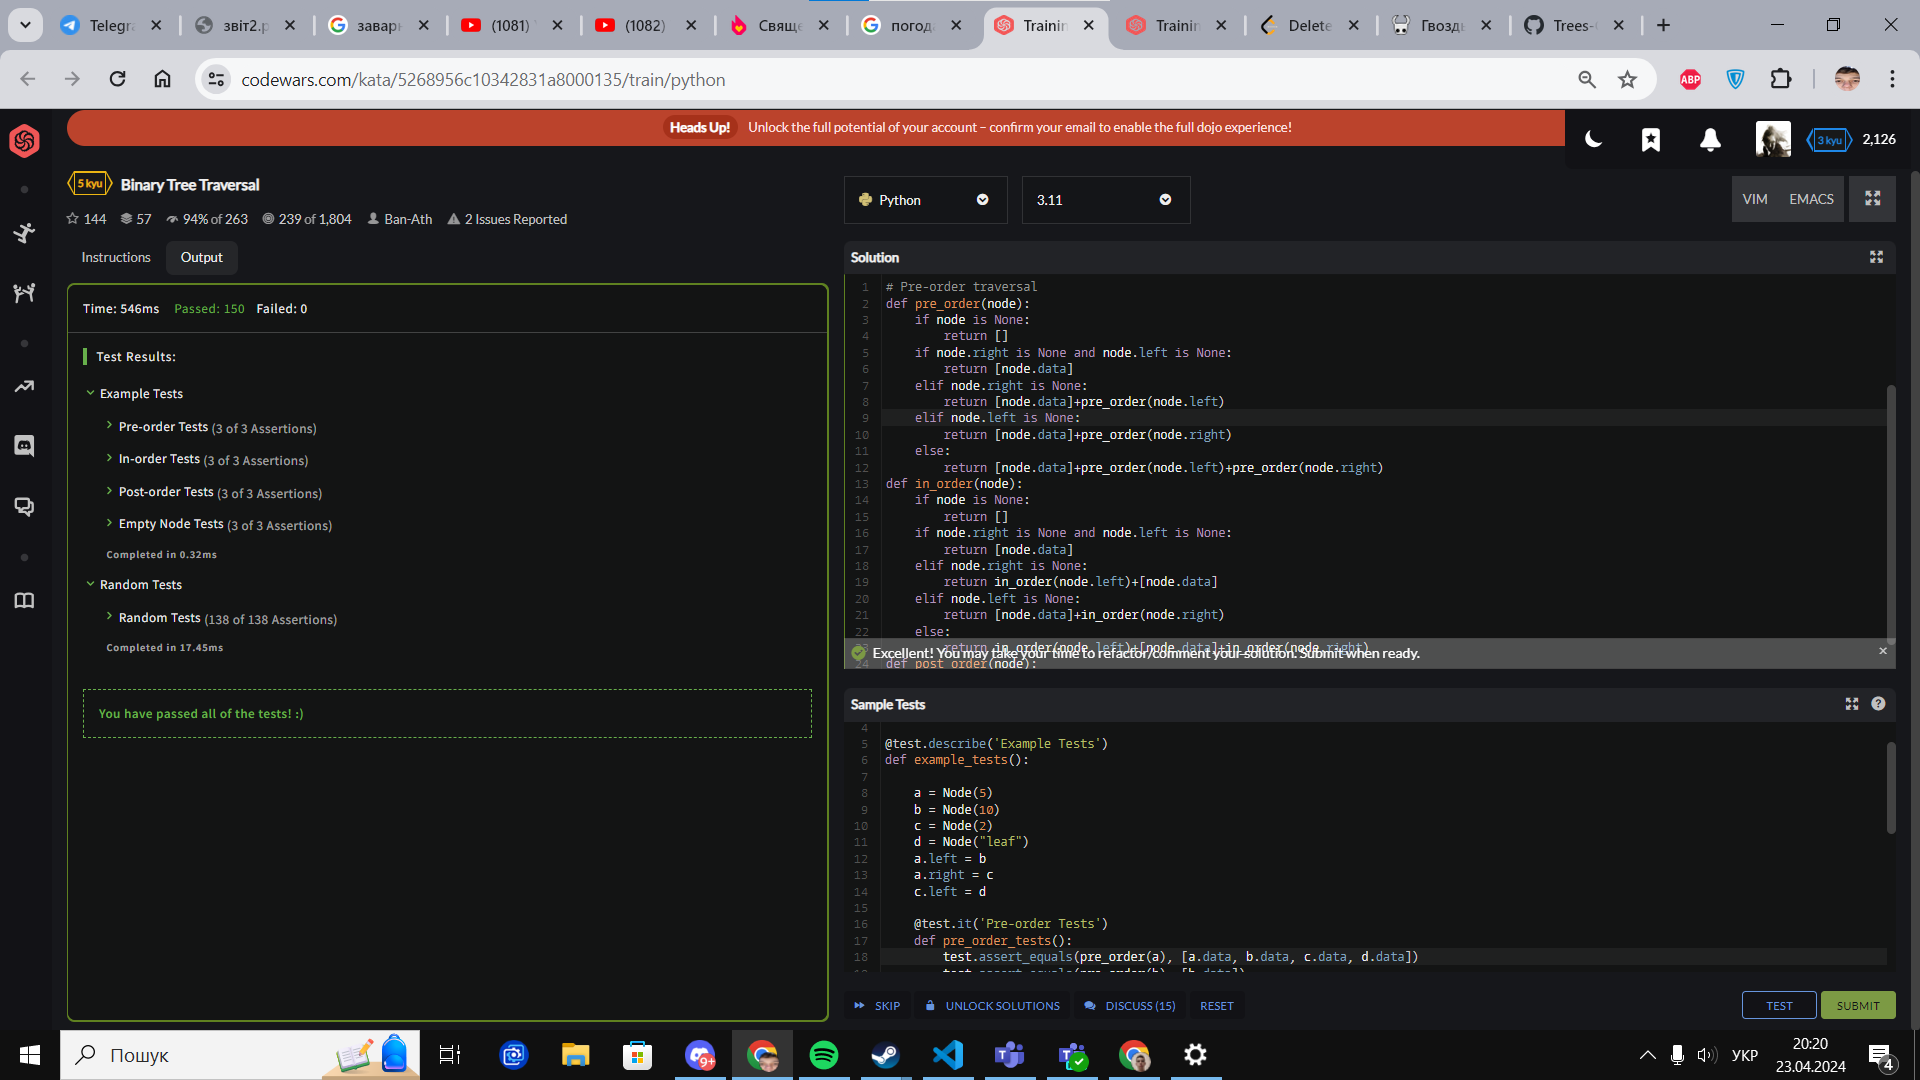 Telegra
звіт2.p
заварн
(1081)
(1082)
Свяще
погода
Trainin
Trainin
Delete
Гвоздь
Trees-
codewars.com/kata/5268956c10342831a8000135/train/python
ABP
Heads Up! Unlock the full potential of your account – confirm your email to enable the full dojo experience!
3 kyu 2,126
5 kyu Binary Tree Traversal
144 57 94% of 263 239 of 1,804 Ban-Ath 2 Issues Reported
Python
3.11
VIM EMACS
Instructions Output
Time: 546ms Passed: 150 Failed: 0
Test Results:
Example Tests
Pre-order Tests (3 of 3 Assertions)
In-order Tests (3 of 3 Assertions)
Post-order Tests (3 of 3 Assertions)
Empty Node Tests (3 of 3 Assertions)
Completed in 0.32ms
Random Tests
Random Tests (138 of 138 Assertions)
Completed in 17.45ms
You have passed all of the tests! :)
Solution
1 # Pre-order traversal
2 def pre_order(node):
3 if node is None:
4 return []
5 if node.right is None and node.left is None:
6 return [node.data]
7 elif node.right is None:
8 return [node.data]+pre_order(node.left)
9 elif node.left is None:
10 return [node.data]+pre_order(node.right)
11 else:
12 return [node.data]+pre_order(node.left)+pre_order(node.right)
13 def in_order(node):
14 if node is None:
15 return []
16 if node.right is None and node.left is None:
17 return [node.data]
18 elif node.right is None:
19 return in_order(node.left)+[node.data]
20 elif node.left is None:
21 return [node.data]+in_order(node.right)
22 else:
23 return in_order(node.left)+[node.data]+in_order(node.right)
Excellent! You may take your time to refactor/comment your solution. Submit when ready.
24 def post_order(node):
Sample Tests
4
5 @test.describe('Example Tests')
6 def example_tests():
7
8 a = Node(5)
9 b = Node(10)
10 c = Node(2)
11 d = Node("leaf")
12 a.left = b
13 a.right = c
14 c.left = d
15
16 @test.it('Pre-order Tests')
17 def pre_order_tests():
18 test.assert_equals(pre_order(a), [a.data, b.data, c.data, d.data])
SKIP UNLOCK SOLUTIONS DISCUSS (15) RESET
TEST SUBMIT
Пошук
9+
УКР
20:20
23.04.2024
4